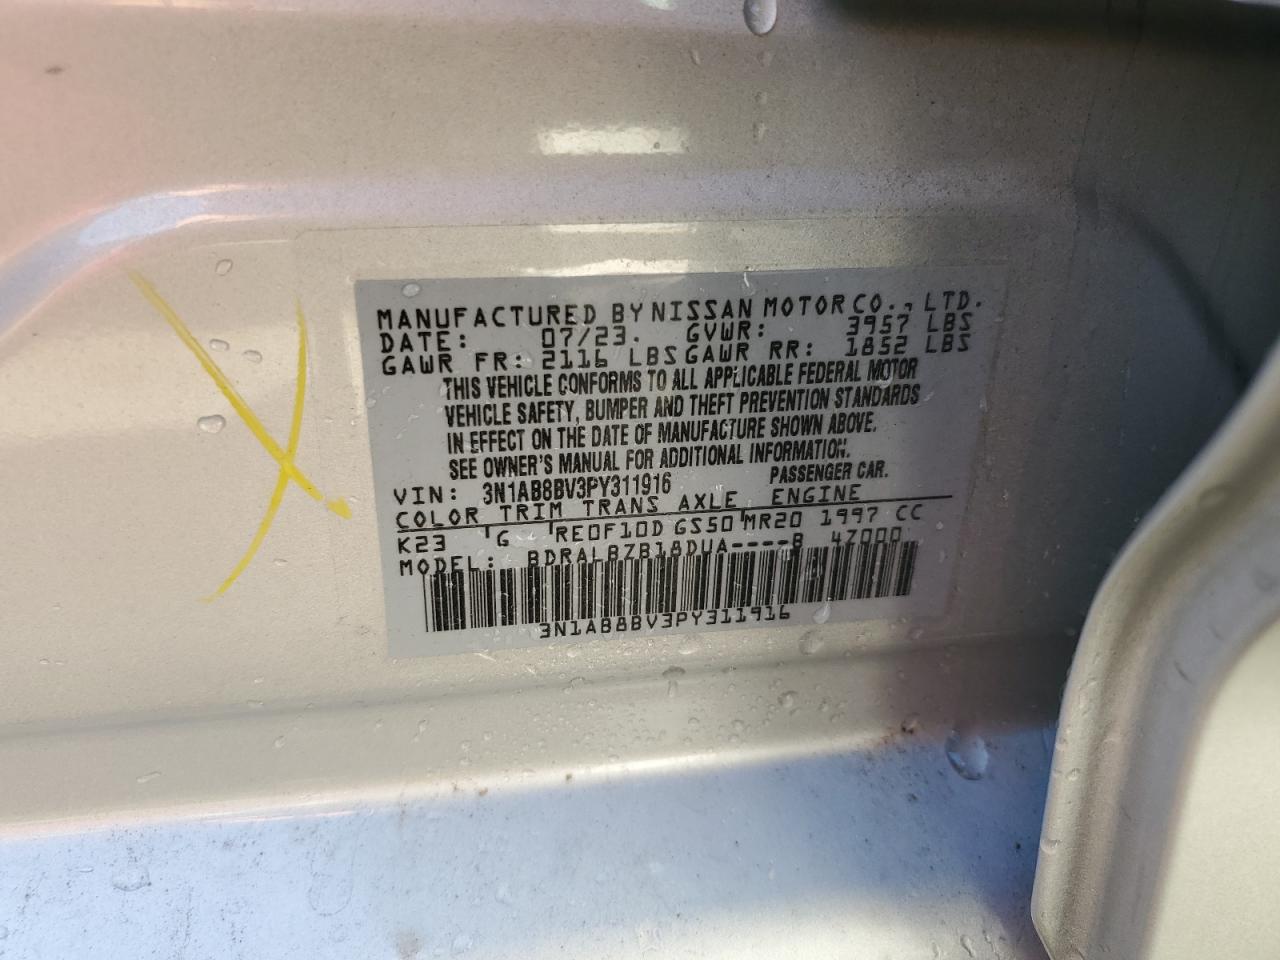 MANUFACTURED BY NISSAN MOTOR CO., LTD.
DATE: 07/23. GVWR: 3957 LBS
GAWR FR: 2116 LBS GAWR RR: 1852 LBS
THIS VEHICLE CONFORMS TO ALL APPLICABLE FEDERAL MOTOR
VEHICLE SAFETY, BUMPER AND THEFT PREVENTION STANDARDS
IN EFFECT ON THE DATE OF MANUFACTURE SHOWN ABOVE.
SEE OWNER'S MANUAL FOR ADDITIONAL INFORMATION.
VIN: 3N1AB8BV3PY311916 PASSENGER CAR.
COLOR TRIM TRANS AXLE ENGINE
K23 G RE0F10D GS50 MR20 1997 CC
MODEL: BDRALBZB18DUA----B 4Z000
3N1AB8BV3PY311916